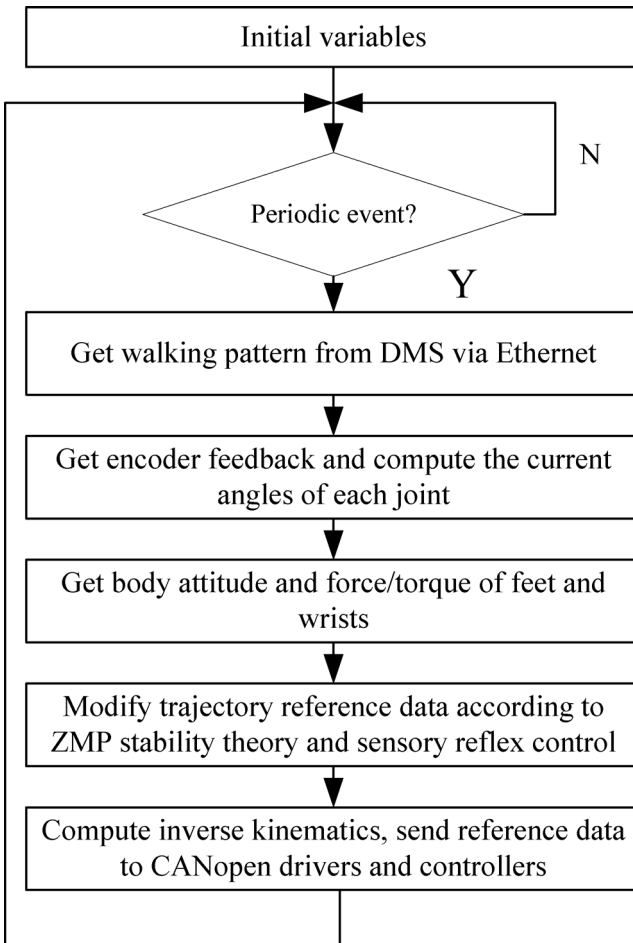 Initial variables
N
Periodic event?
Y
Get walking pattern from DMS via Ethernet
Get encoder feedback and compute the current
angles of each joint
Get body attitude and force/torque of feet and
wrists
Modify trajectory reference data according to
ZMP stability theory and sensory reflex control
Compute inverse kinematics, send reference data
to CANopen drivers and controllers